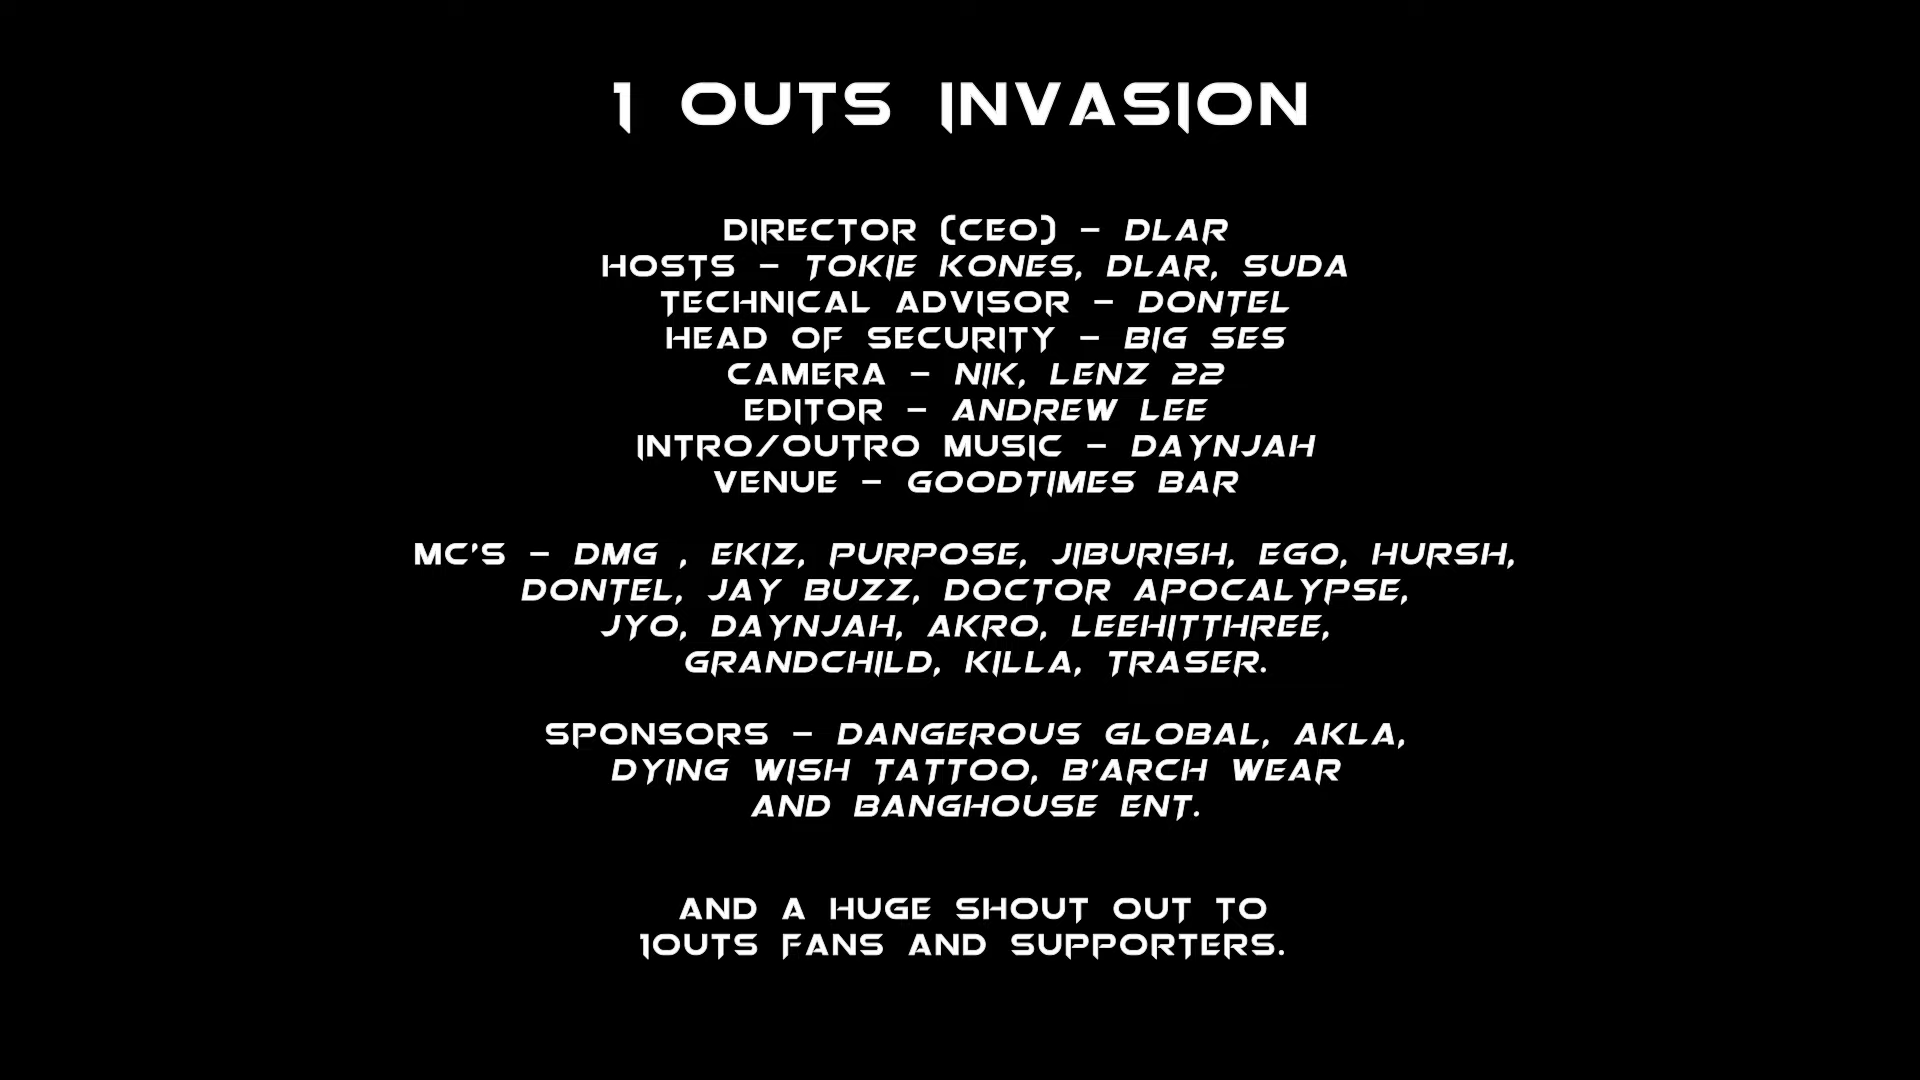 1 OUTS INVASION
DIRECTOR (CEO) – DLAR
HOSTS – TOKIE KONES, DLAR, SUDA
TECHNICAL ADVISOR – DONTEL
HEAD OF SECURITY – BIG SES
CAMERA – NIK, LENZ 22
EDITOR – ANDREW LEE
INTRO/OUTRO MUSIC – DAYNJAH
VENUE – GOODTIMES BAR
MC'S – DMG , EKIZ, PURPOSE, JIBURISH, EGO, HURSH,
DONTEL, JAY BUZZ, DOCTOR APOCALYPSE,
JYO, DAYNJAH, AKRO, LEEHITTHREE,
GRANDCHILD, KILLA, TRASER.
SPONSORS – DANGEROUS GLOBAL, AKLA,
DYING WISH TATTOO, B'ARCH WEAR
AND BANGHOUSE ENT.
AND A HUGE SHOUT OUT TO
1OUTS FANS AND SUPPORTERS.